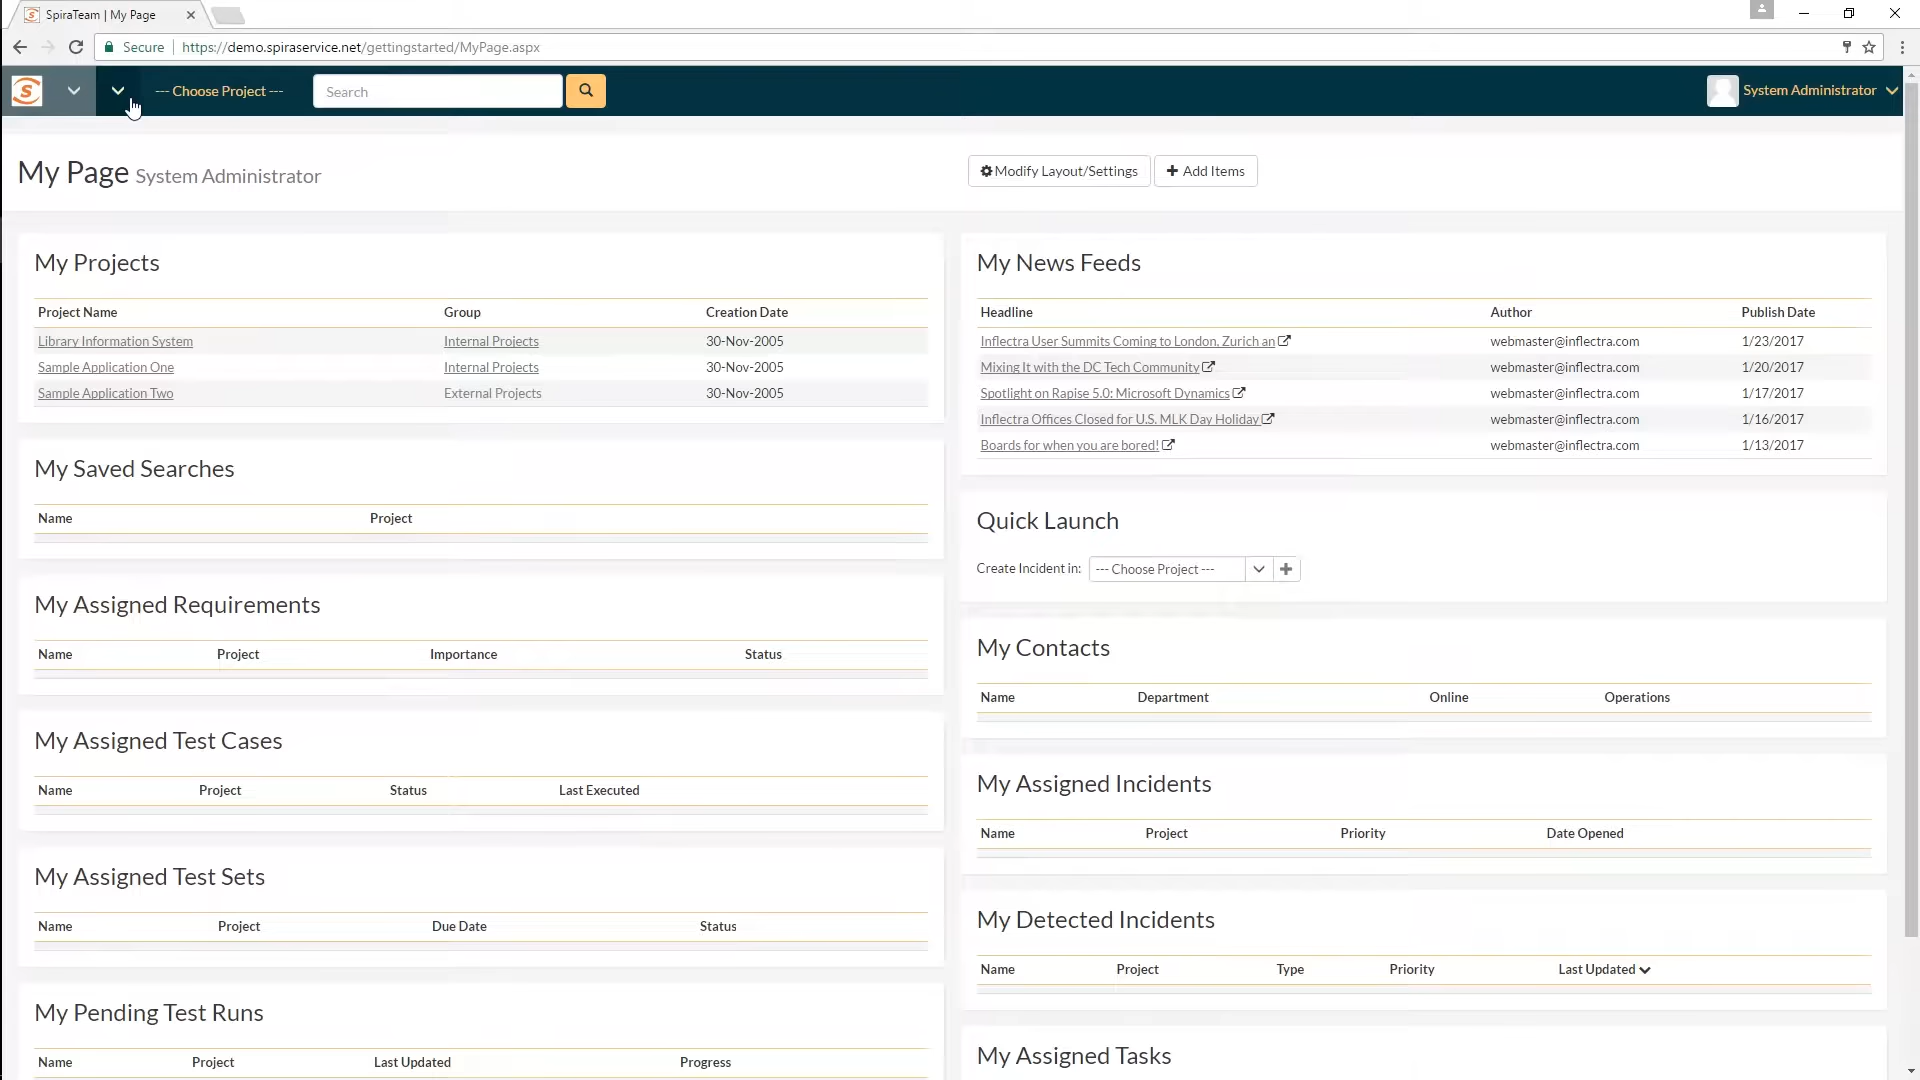 SpiraTeam | My Page
Secure https://demo.spiraservice.net/gettingstarted/MyPage.aspx
S --- Choose Project --- Search System Administrator
My Page System Administrator
Modify Layout/Settings Add Items
My Projects
Project Name Group Creation Date
Library Information System Internal Projects 30-Nov-2005
Sample Application One Internal Projects 30-Nov-2005
Sample Application Two External Projects 30-Nov-2005
My Saved Searches
Name Project
My Assigned Requirements
Name Project Importance Status
My Assigned Test Cases
Name Project Status Last Executed
My Assigned Test Sets
Name Project Due Date Status
My Pending Test Runs
Name Project Last Updated Progress
My News Feeds
Headline Author Publish Date
Inflectra User Summits Coming to London, Zurich an webmaster@inflectra.com 1/23/2017
Mixing It with the DC Tech Community webmaster@inflectra.com 1/20/2017
Spotlight on Rapise 5.0: Microsoft Dynamics webmaster@inflectra.com 1/17/2017
Inflectra Offices Closed for U.S. MLK Day Holiday webmaster@inflectra.com 1/16/2017
Boards for when you are bored! webmaster@inflectra.com 1/13/2017
Quick Launch
Create Incident in: --- Choose Project ---
My Contacts
Name Department Online Operations
My Assigned Incidents
Name Project Priority Date Opened
My Detected Incidents
Name Project Type Priority Last Updated
My Assigned Tasks